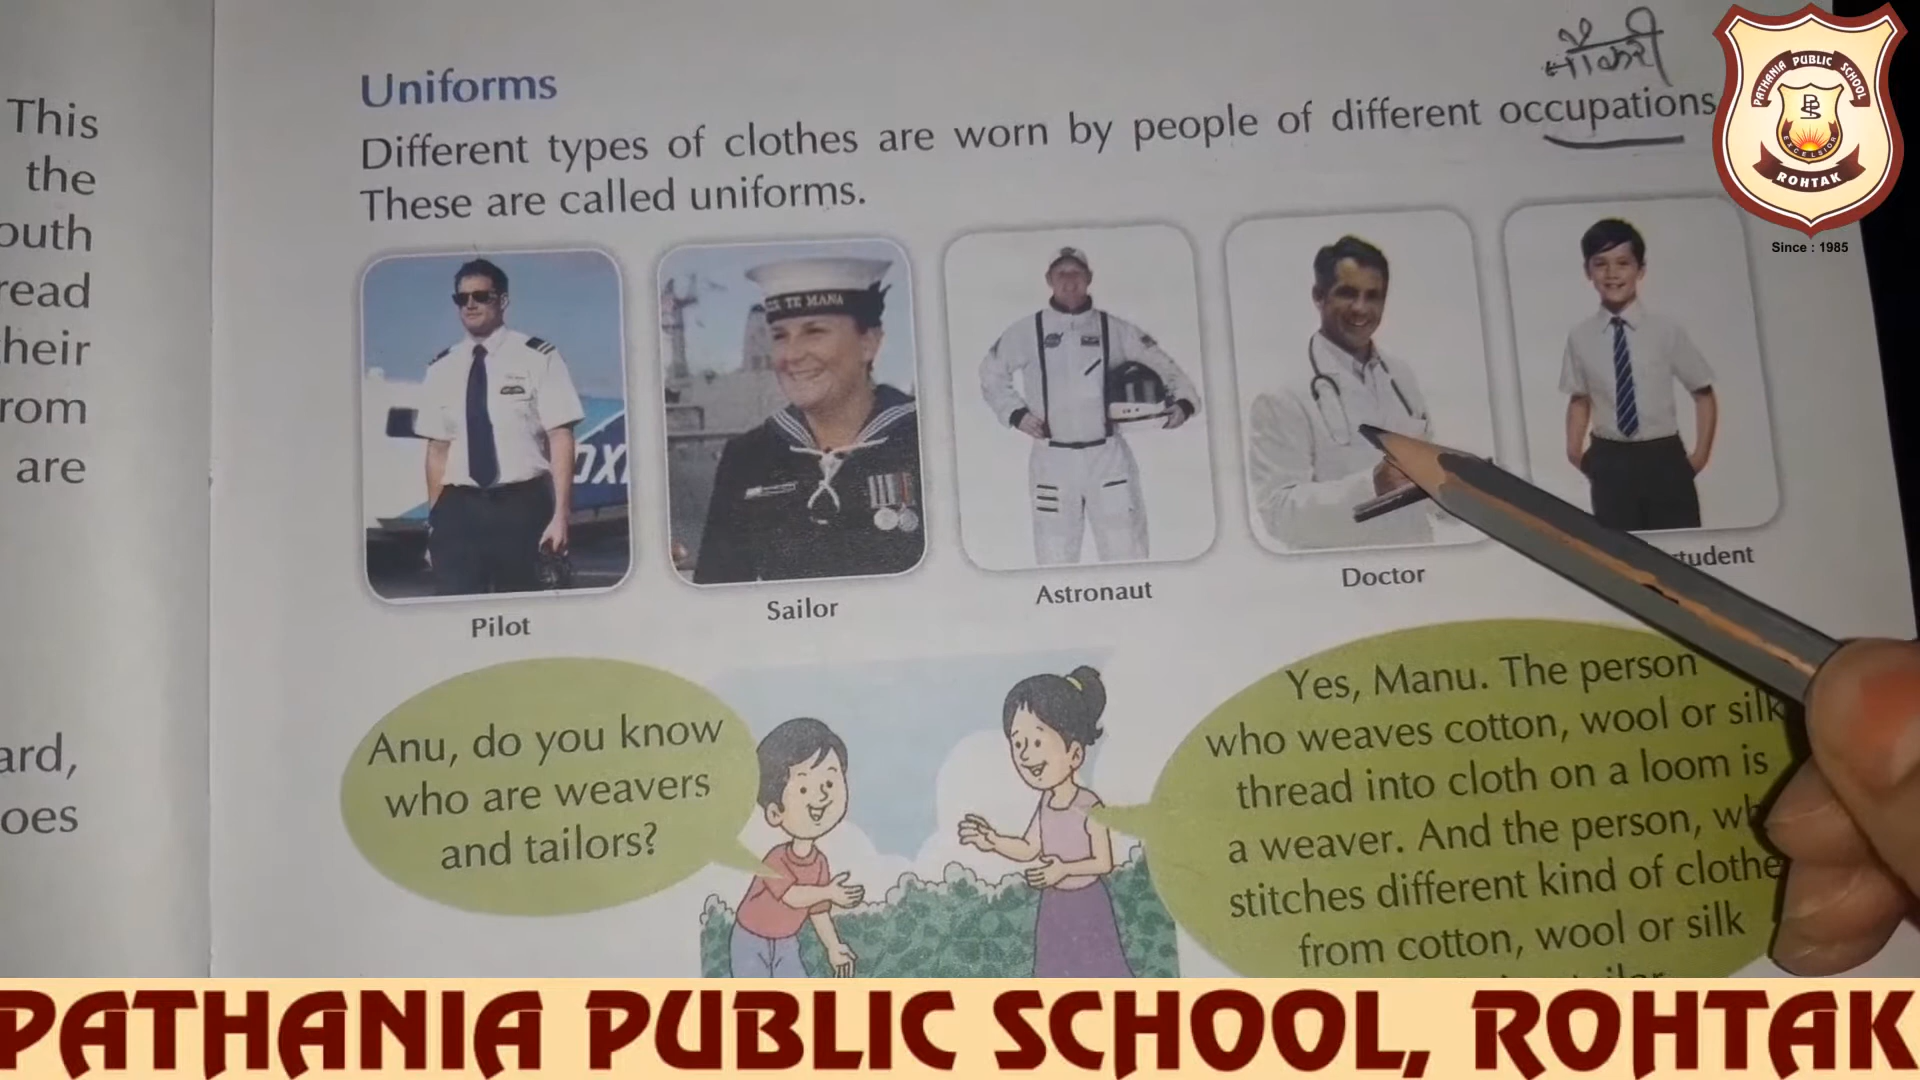 This
the
outh
read
their
rom
are
ard,
oes
नौकरी
Uniforms
Different types of clothes are worn by people of different occupations
These are called uniforms.
TE MANA
Pilot
Sailor
Astronaut
Doctor
tudent
Anu, do you know
who are weavers
and tailors?
Yes, Manu. The person
who weaves cotton, wool or silk
thread into cloth on a loom is
a weaver. And the person, wh
stitches different kind of clothe
from cotton, wool or silk
PATHANIA PUBLIC SCHOOL
EXCELSIOR
ROHTAK
Since : 1985
PATHANIA PUBLIC SCHOOL, ROHTAK